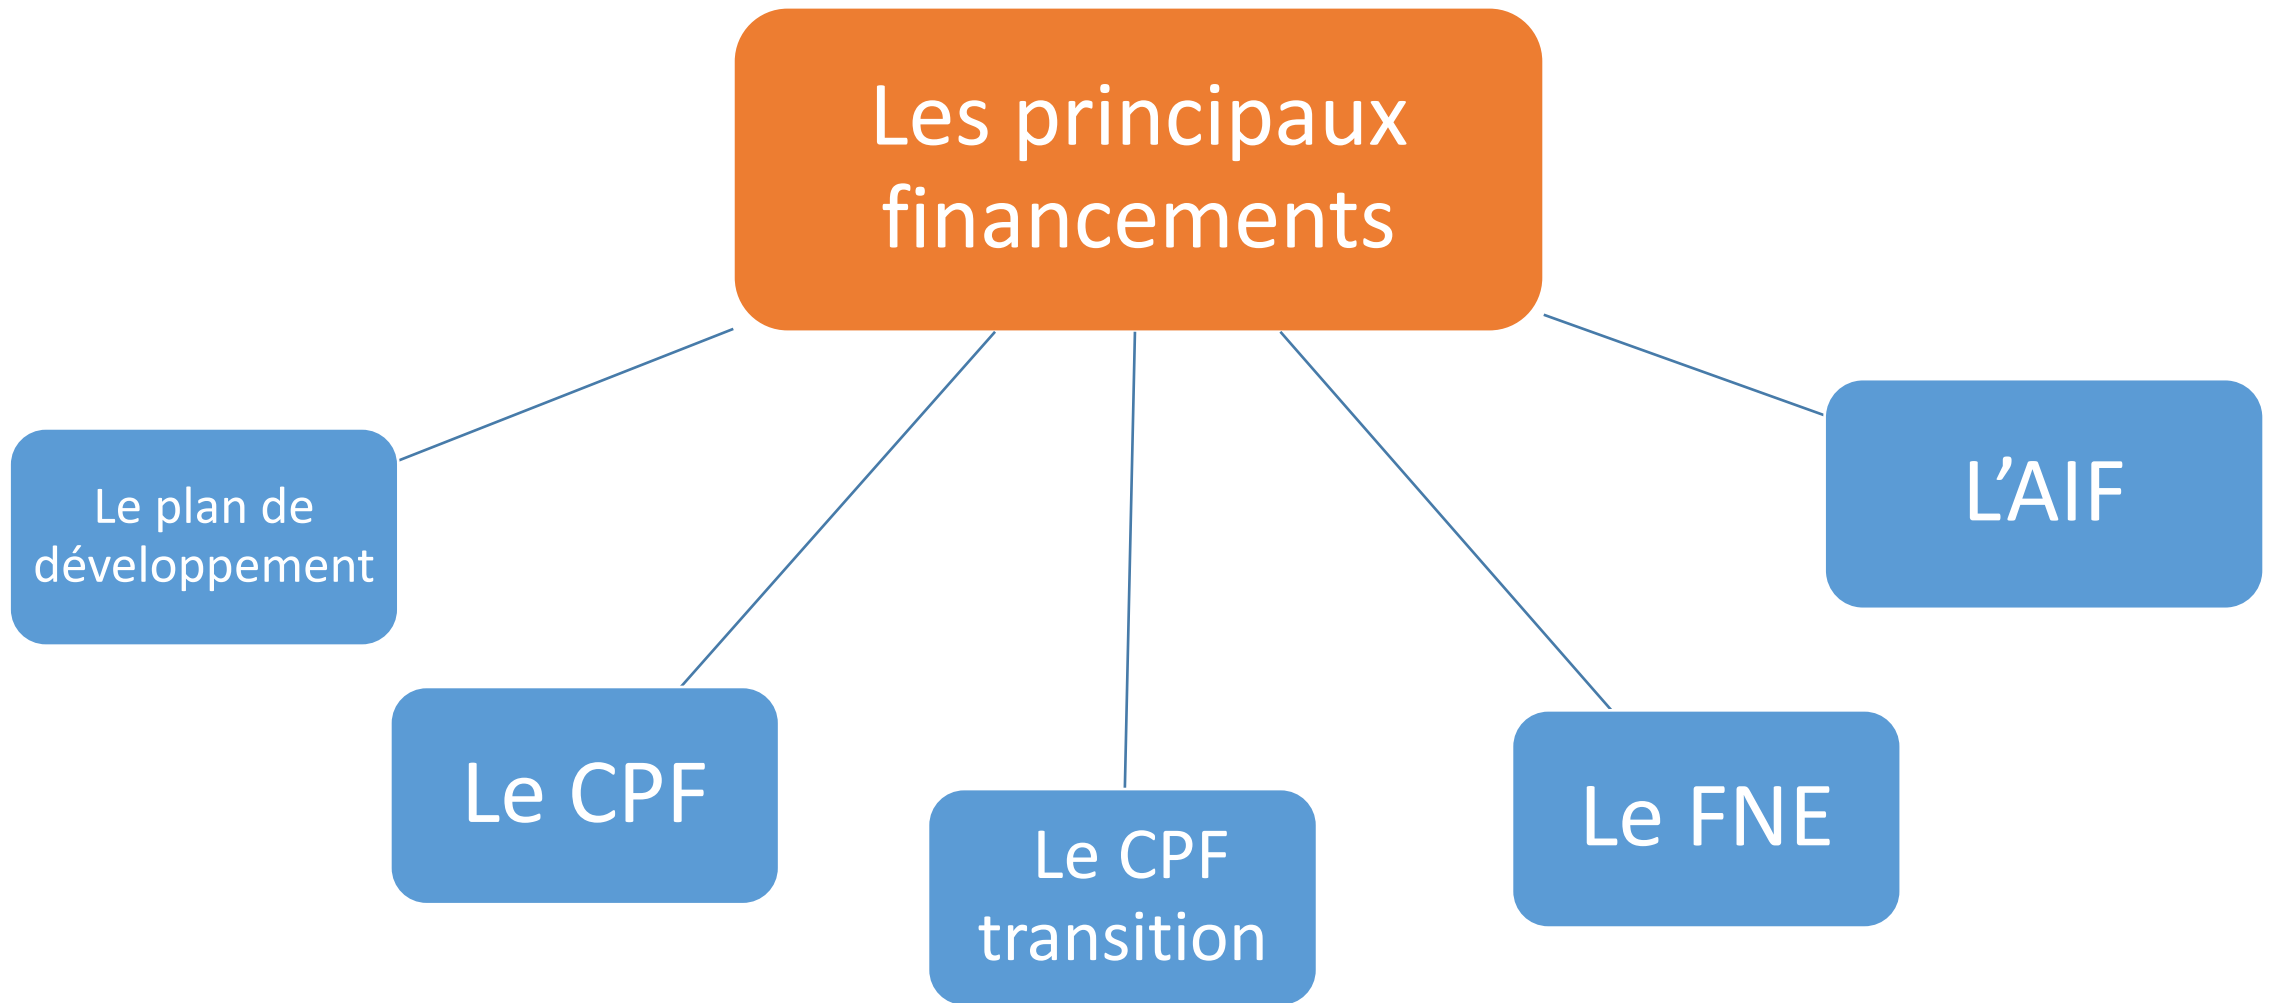 Les principaux
financements
Le plan de
développement
Le CPF
Le CPF
transition
Le FNE
L’AIF